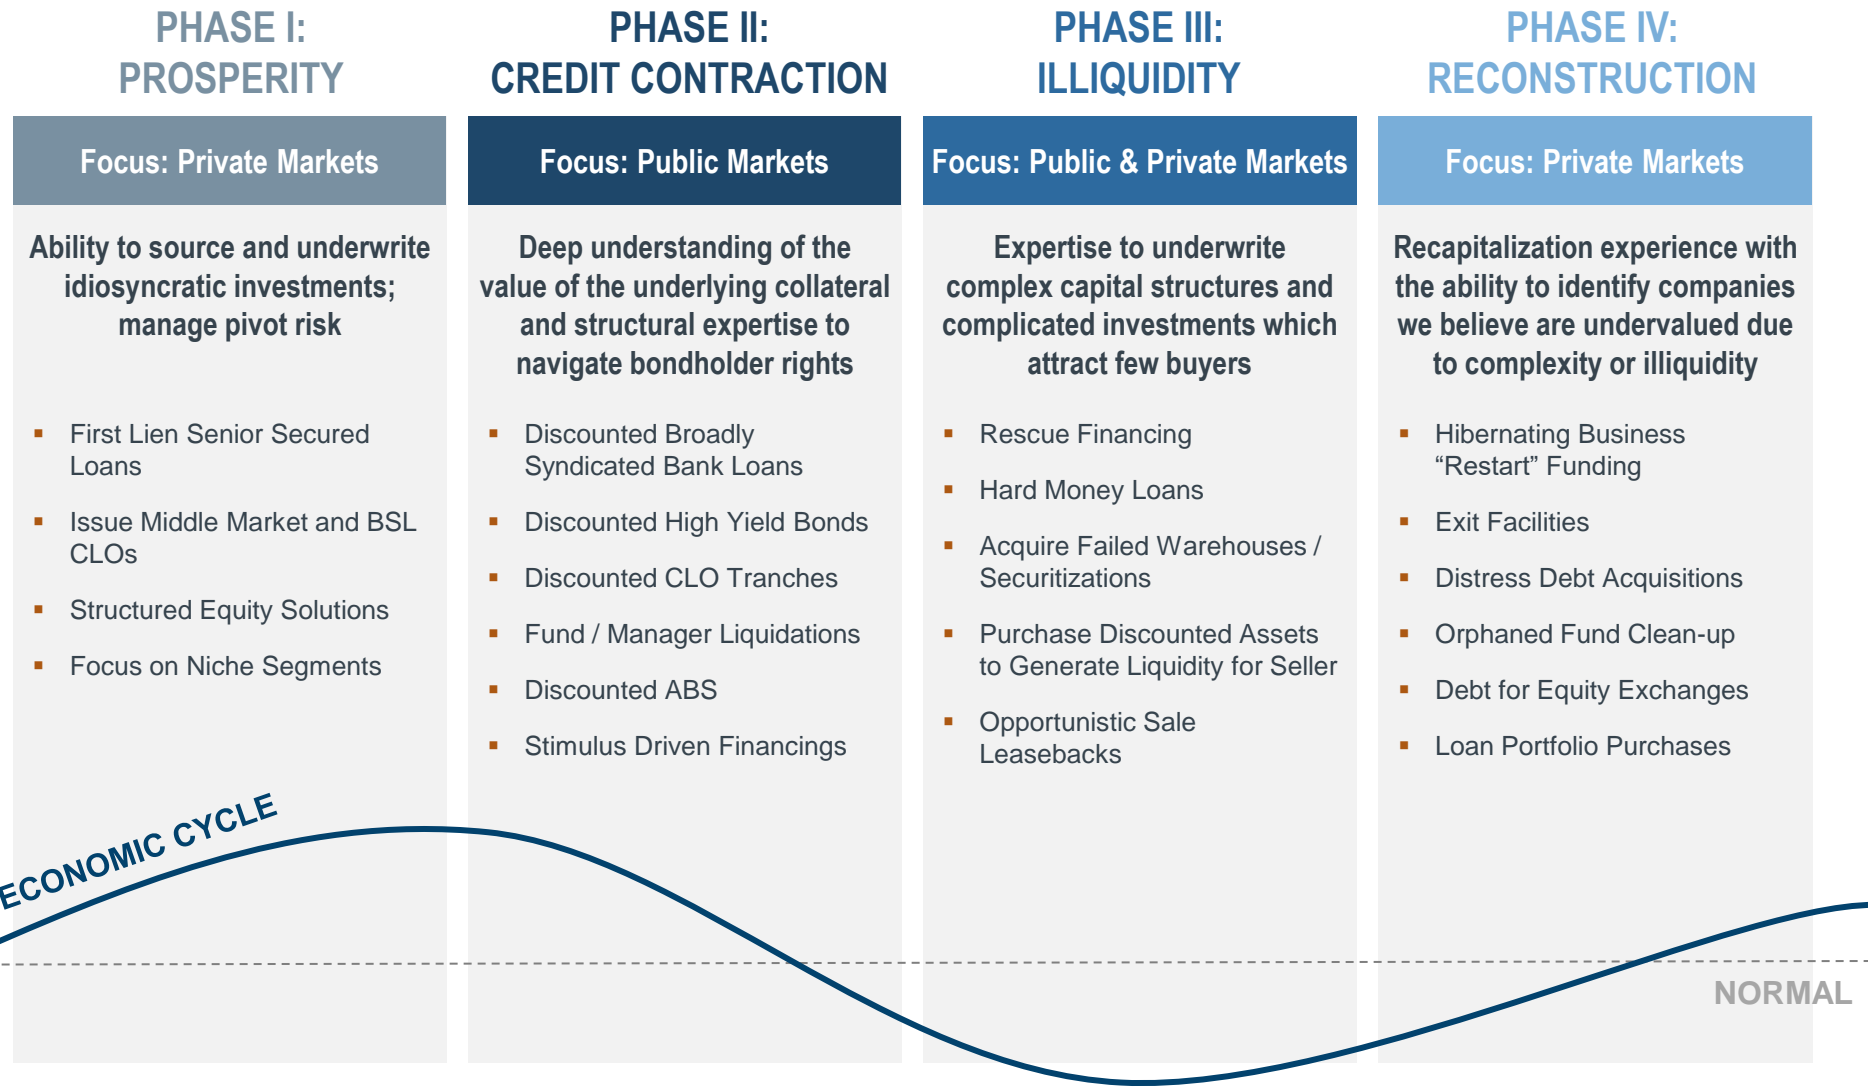 PHASE I:
PROSPERITY
Focus: Private Markets
Ability to source and underwrite
idiosyncratic investments;
manage pivot risk
▪ First Lien Senior Secured
Loans
▪ Issue Middle Market and BSL
CLOs
▪ Structured Equity Solutions
▪ Focus on Niche Segments
PHASE II:
CREDIT CONTRACTION
Focus: Public Markets
Deep understanding of the
value of the underlying collateral
and structural expertise to
navigate bondholder rights
▪ Discounted Broadly
Syndicated Bank Loans
▪ Discounted High Yield Bonds
▪ Discounted CLO Tranches
▪ Fund / Manager Liquidations
▪ Discounted ABS
▪ Stimulus Driven Financings
PHASE III:
ILLIQUIDITY
Focus: Public & Private Markets
Expertise to underwrite
complex capital structures and
complicated investments which
attract few buyers
▪ Rescue Financing
▪ Hard Money Loans
▪ Acquire Failed Warehouses /
Securitizations
▪ Purchase Discounted Assets
to Generate Liquidity for Seller
▪ Opportunistic Sale
Leasebacks
PHASE IV:
RECONSTRUCTION
Focus: Private Markets
Recapitalization experience with
the ability to identify companies
we believe are undervalued due
to complexity or illiquidity
▪ Hibernating Business
“Restart” Funding
▪ Exit Facilities
▪ Distress Debt Acquisitions
▪ Orphaned Fund Clean-up
▪ Debt for Equity Exchanges
▪ Loan Portfolio Purchases
ECONOMIC CYCLE
NORMAL